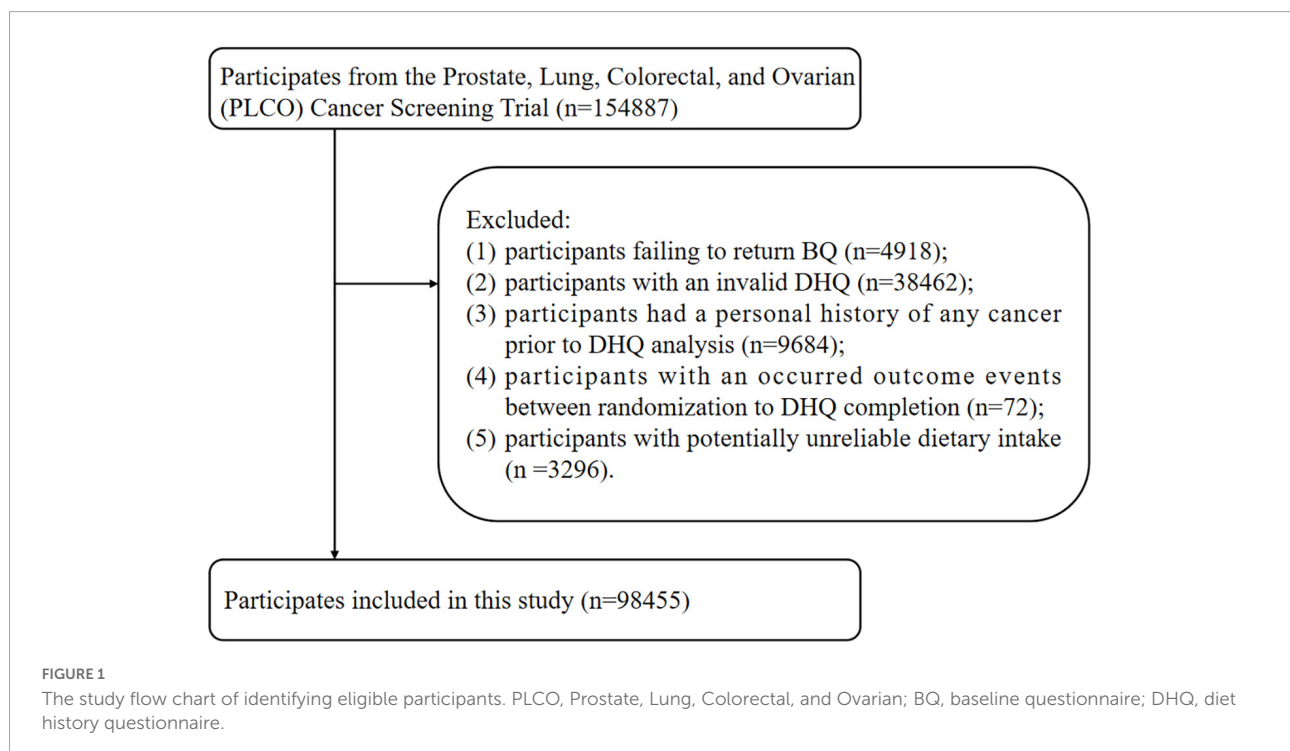 Participates from the Prostate, Lung, Colorectal, and Ovarian
(PLCO) Cancer Screening Trial (n=154887)
Excluded:
(1) participants failing to return BQ (n=4918);
(2) participants with an invalid DHQ (n=38462);
(3) participants had a personal history of any cancer
prior to DHQ analysis (n=9684);
(4) participants with an occurred outcome events
between randomization to DHQ completion (n=72);
(5) participants with potentially unreliable dietary intake
(n =3296).
Participates included in this study (n=98455)
FIGURE 1
The study flow chart of identifying eligible participants. PLCO, Prostate, Lung, Colorectal, and Ovarian; BQ, baseline questionnaire; DHQ, diet
history questionnaire.